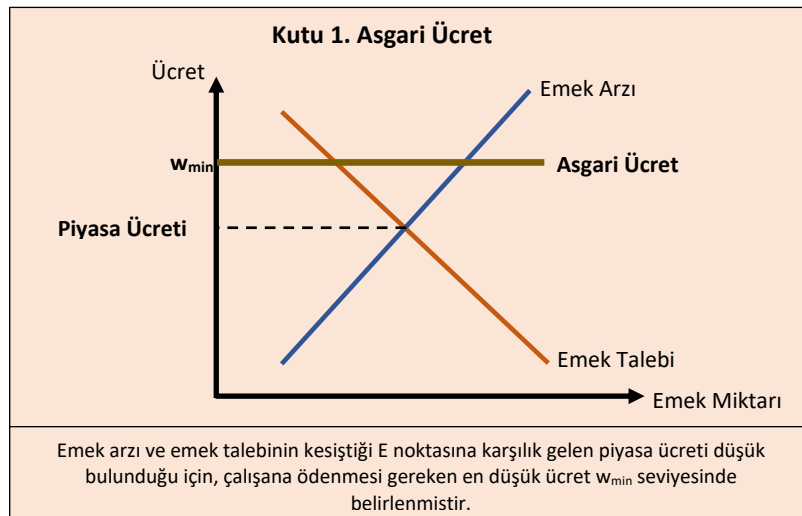 Kutu 1. Asgari Ücret
Ücret
Emek Arzı
wmin
Asgari Ücret
Piyasa Ücreti
Emek Talebi
Emek Miktarı
Emek arzı ve emek talebinin kesiştiği E noktasına karşılık gelen piyasa ücreti düşük
bulunduğu için, çalışana ödenmesi gereken en düşük ücret wmin seviyesinde
belirlenmistir.